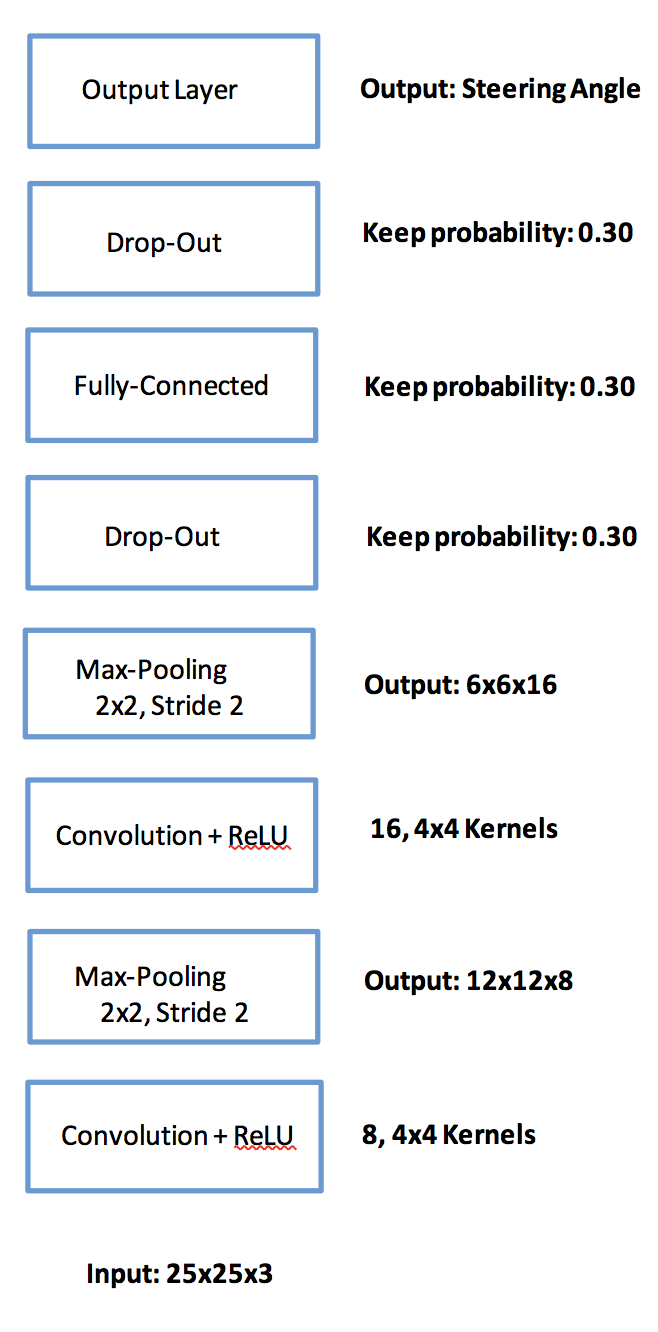 Output Layer
Output: Steering Angle
Drop-Out
Keep probability: 0.30
Fully-Connected
Keep probability: 0.30
Drop-Out
Keep probability: 0.30
Max-Pooling
2x2, Stride 2
Output: 6x6x16
Convolution + ReLU
16, 4x4 Kernels
Max-Pooling
2x2, Stride 2
Output: 12x12x8
Convolution + ReLU
8, 4x4 Kernels
Input: 25x25x3